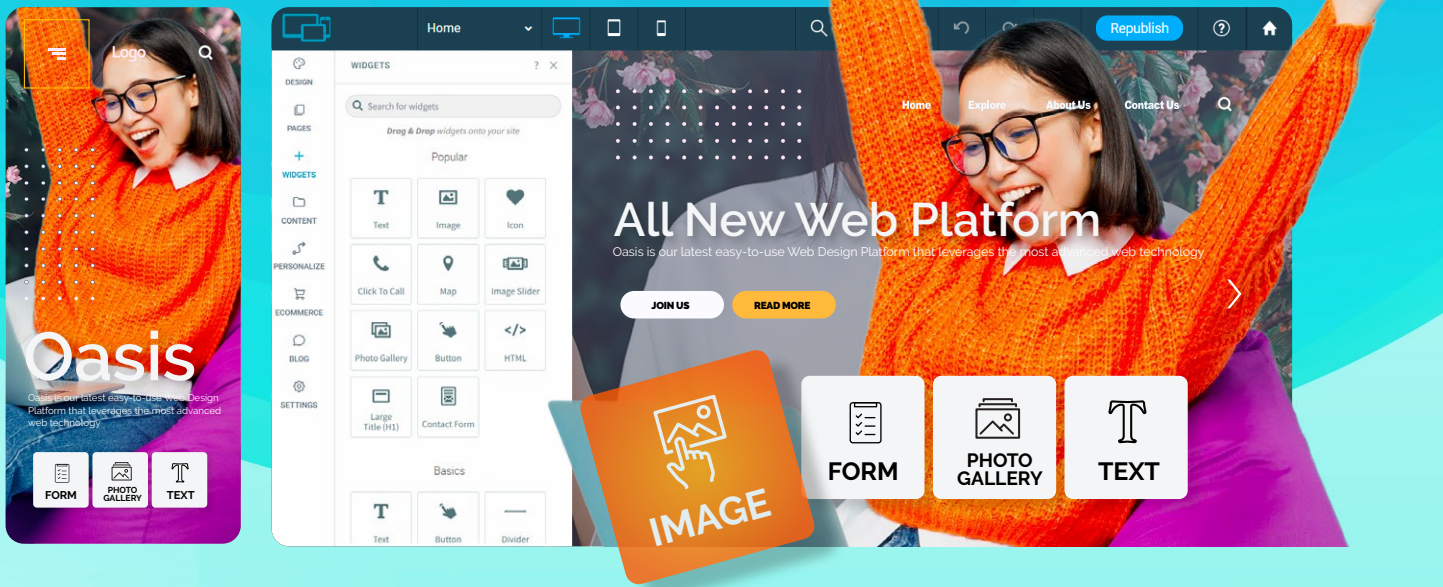 Logo
Oasis
Oasis is our latest easy-to-use Web Design
Platform that leverages the most advanced
web technology
FORM
PHOTO
GALLERY
TEXT
Home
Republish
?
DESIGN
PAGES
WIDGETS
CONTENT
PERSONALIZE
ECOMMERCE
BLOG
SETTINGS
WIDGETS
? ×
Search for widgets
Drag & Drop widgets onto your site
Popular
T
Text
Image
Icon
Click To Call
Map
Image Slider
Photo Gallery
Button
</>
HTML
Large
Title (H1)
Contact Form
Basics
T
Text
Button
Divider
Home Explore About Us Contact Us
All New Web Platform
Oasis is our latest easy-to-use Web Design Platform that leverages the most advanced web technology
JOIN US
READ MORE
IMAGE
FORM
PHOTO
GALLERY
T
TEXT